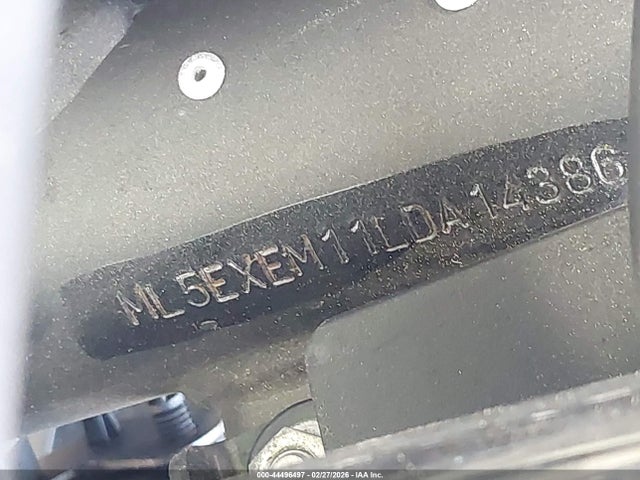 ML5EXEM11LDA14386
000-44496497 - 02/27/2026 - IAA Inc.